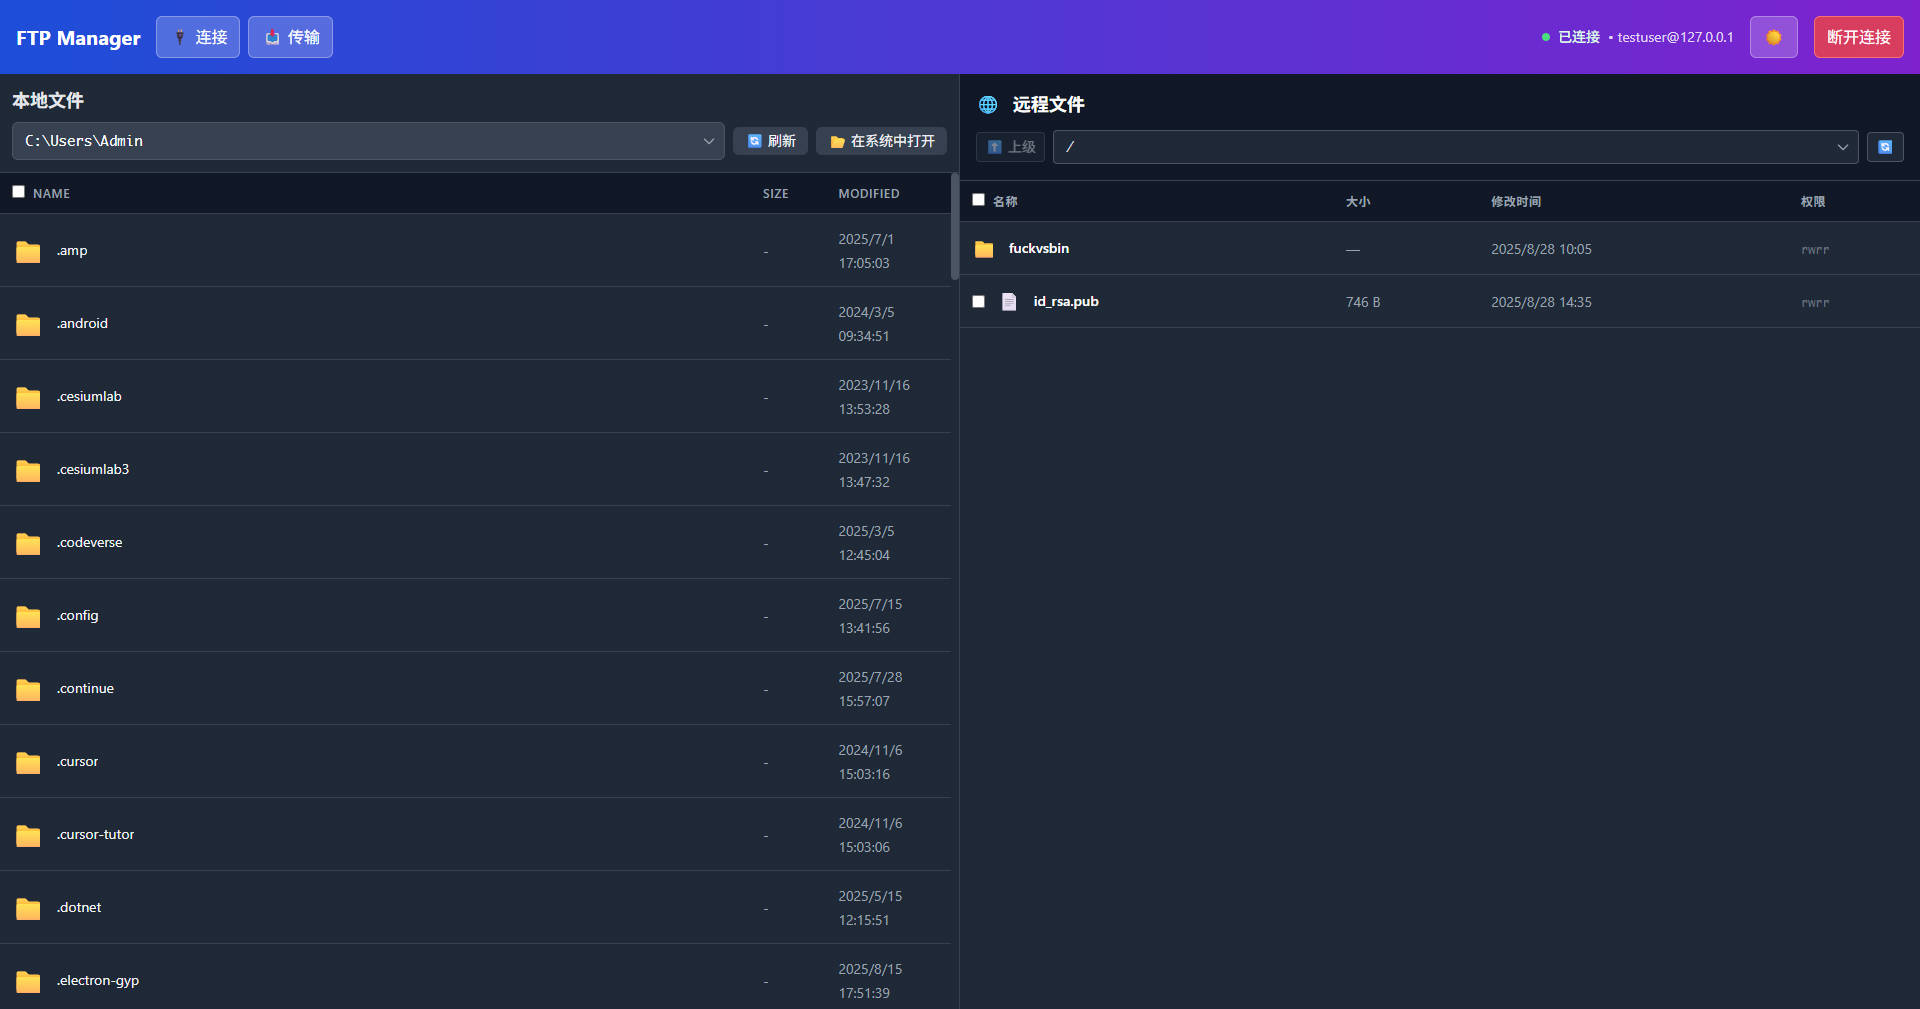 FTP Manager 连接 传输 已连接 • testuser@127.0.0.1 断开连接
本地文件
C:\Users\Admin 刷新 在系统中打开
NAME SIZE MODIFIED
.amp - 2025/7/1
17:05:03
.android - 2024/3/5
09:34:51
.cesiumlab - 2023/11/16
13:53:28
.cesiumlab3 - 2023/11/16
13:47:32
.codeverse - 2025/3/5
12:45:04
.config - 2025/7/15
13:41:56
.continue - 2025/7/28
15:57:07
.cursor - 2024/11/6
15:03:16
.cursor-tutor - 2024/11/6
15:03:06
.dotnet - 2025/5/15
12:15:51
.electron-gyp - 2025/8/15
17:51:39
远程文件
上级 /
名称 大小 修改时间 权限
fuckvsbin — 2025/8/28 10:05 rwrr
id_rsa.pub 746 B 2025/8/28 14:35 rwrr